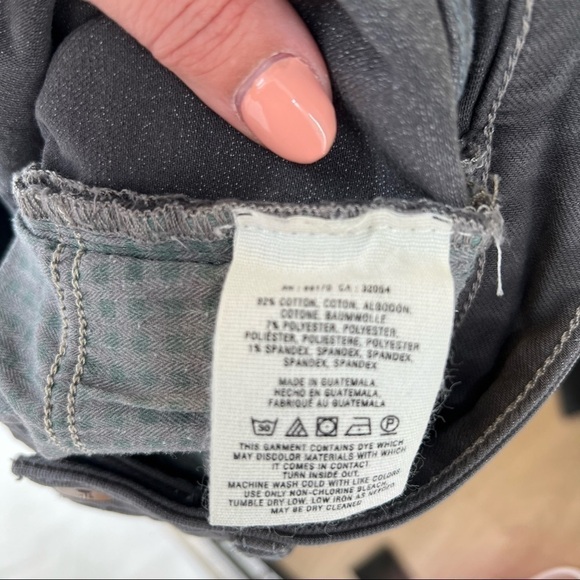 CA : 32054
92% COTTON, COTON, ALGODON,
COTONE, BAUMWOLLE
7% POLYESTER, POLYESTER,
POLIÉSTER, POLIESTERE, POLYESTER
1% SPANDEX, SPANDEX, SPANDEX,
SPANDEX, SPANDEX
MADE IN GUATEMALA
HECHO EN GUATEMALA
FABRIQUÉ AU GUATEMALA
30 P
THIS GARMENT CONTAINS DYE WHICH
MAY DISCOLOR MATERIALS WITH WHICH
IT COMES IN CONTACT
TURN INSIDE OUT.
MACHINE WASH COLD WITH LIKE COLORS.
USE ONLY NON-CHLORINE BLEACH.
TUMBLE DRY LOW. LOW IRON AS NEEDED.
MAY BE DRY CLEANED